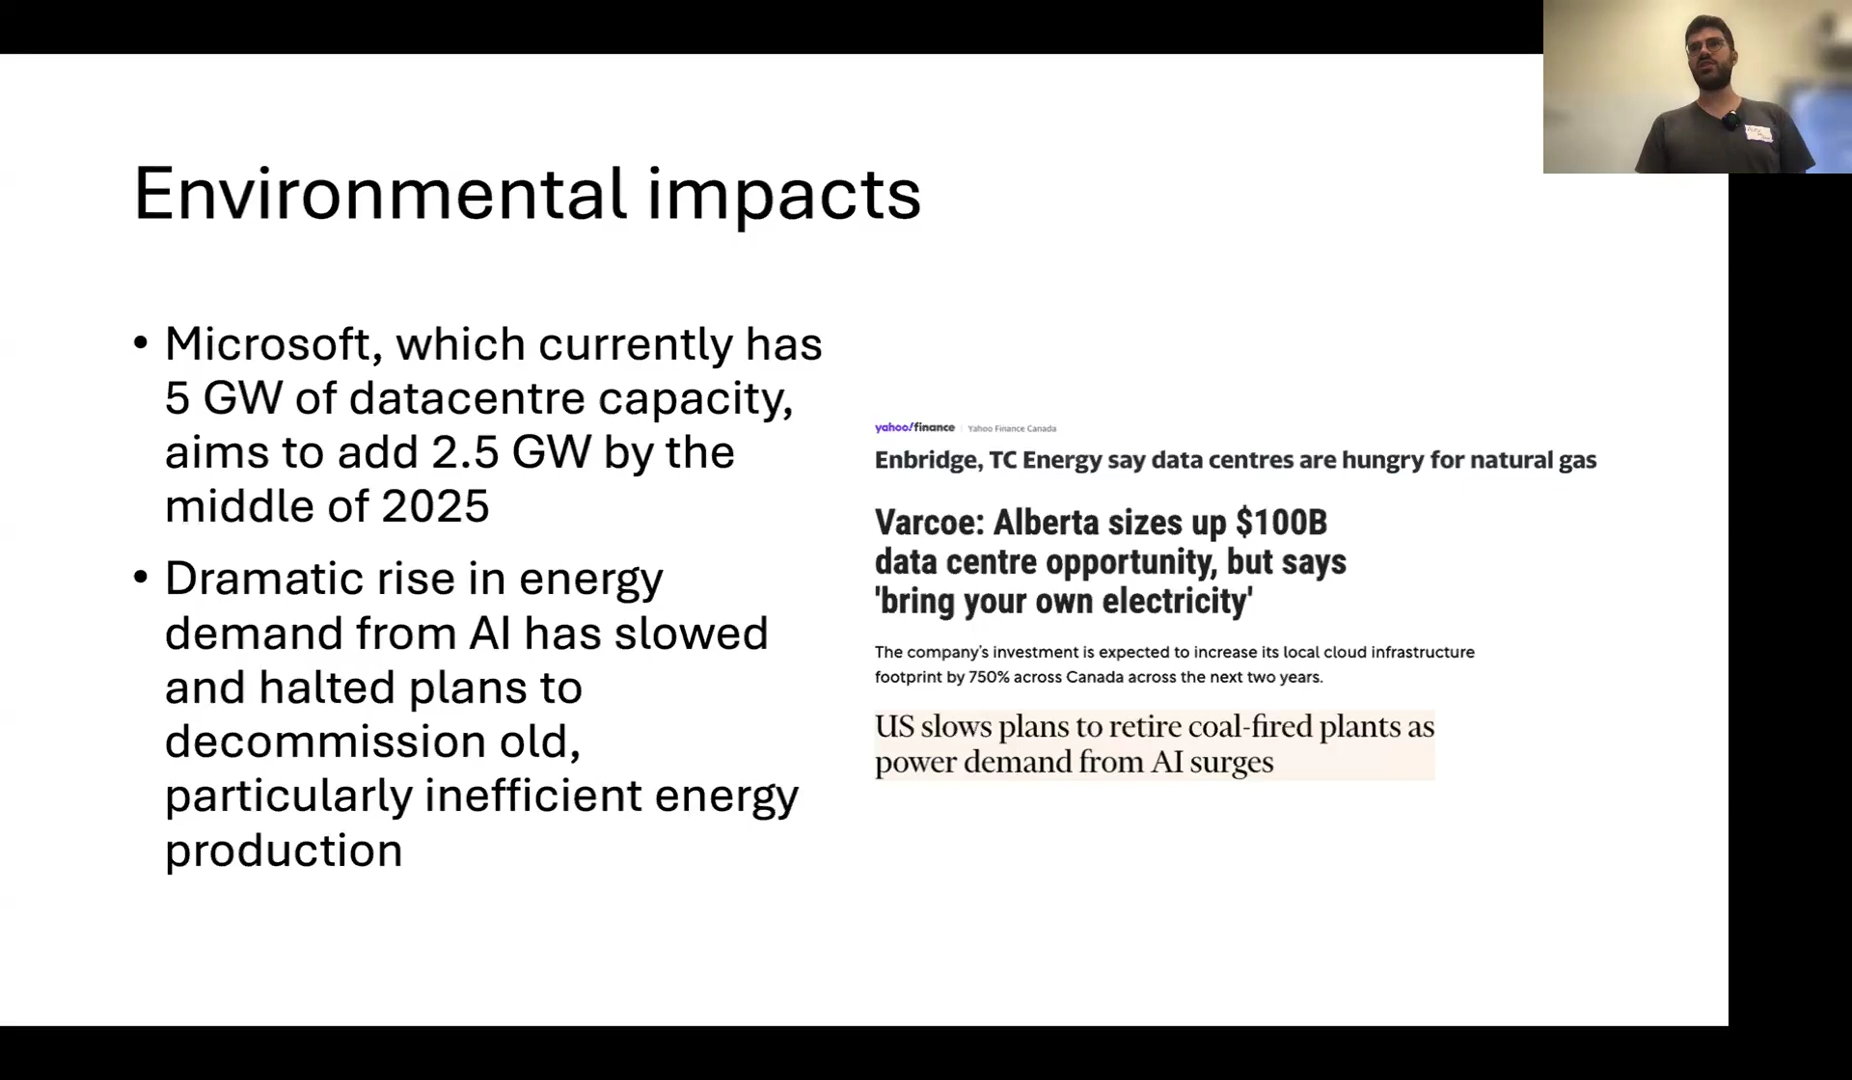 Environmental impacts
• Microsoft, which currently has
5 GW of datacentre capacity,
aims to add 2.5 GW by the
middle of 2025
• Dramatic rise in energy
demand from AI has slowed
and halted plans to
decommission old,
particularly inefficient energy
production
yahoo!finance | Yahoo Finance Canada
Enbridge, TC Energy say data centres are hungry for natural gas
Varcoe: Alberta sizes up $100B
data centre opportunity, but says
'bring your own electricity'
The company's investment is expected to increase its local cloud infrastructure
footprint by 750% across Canada across the next two years.
US slows plans to retire coal-fired plants as
power demand from AI surges